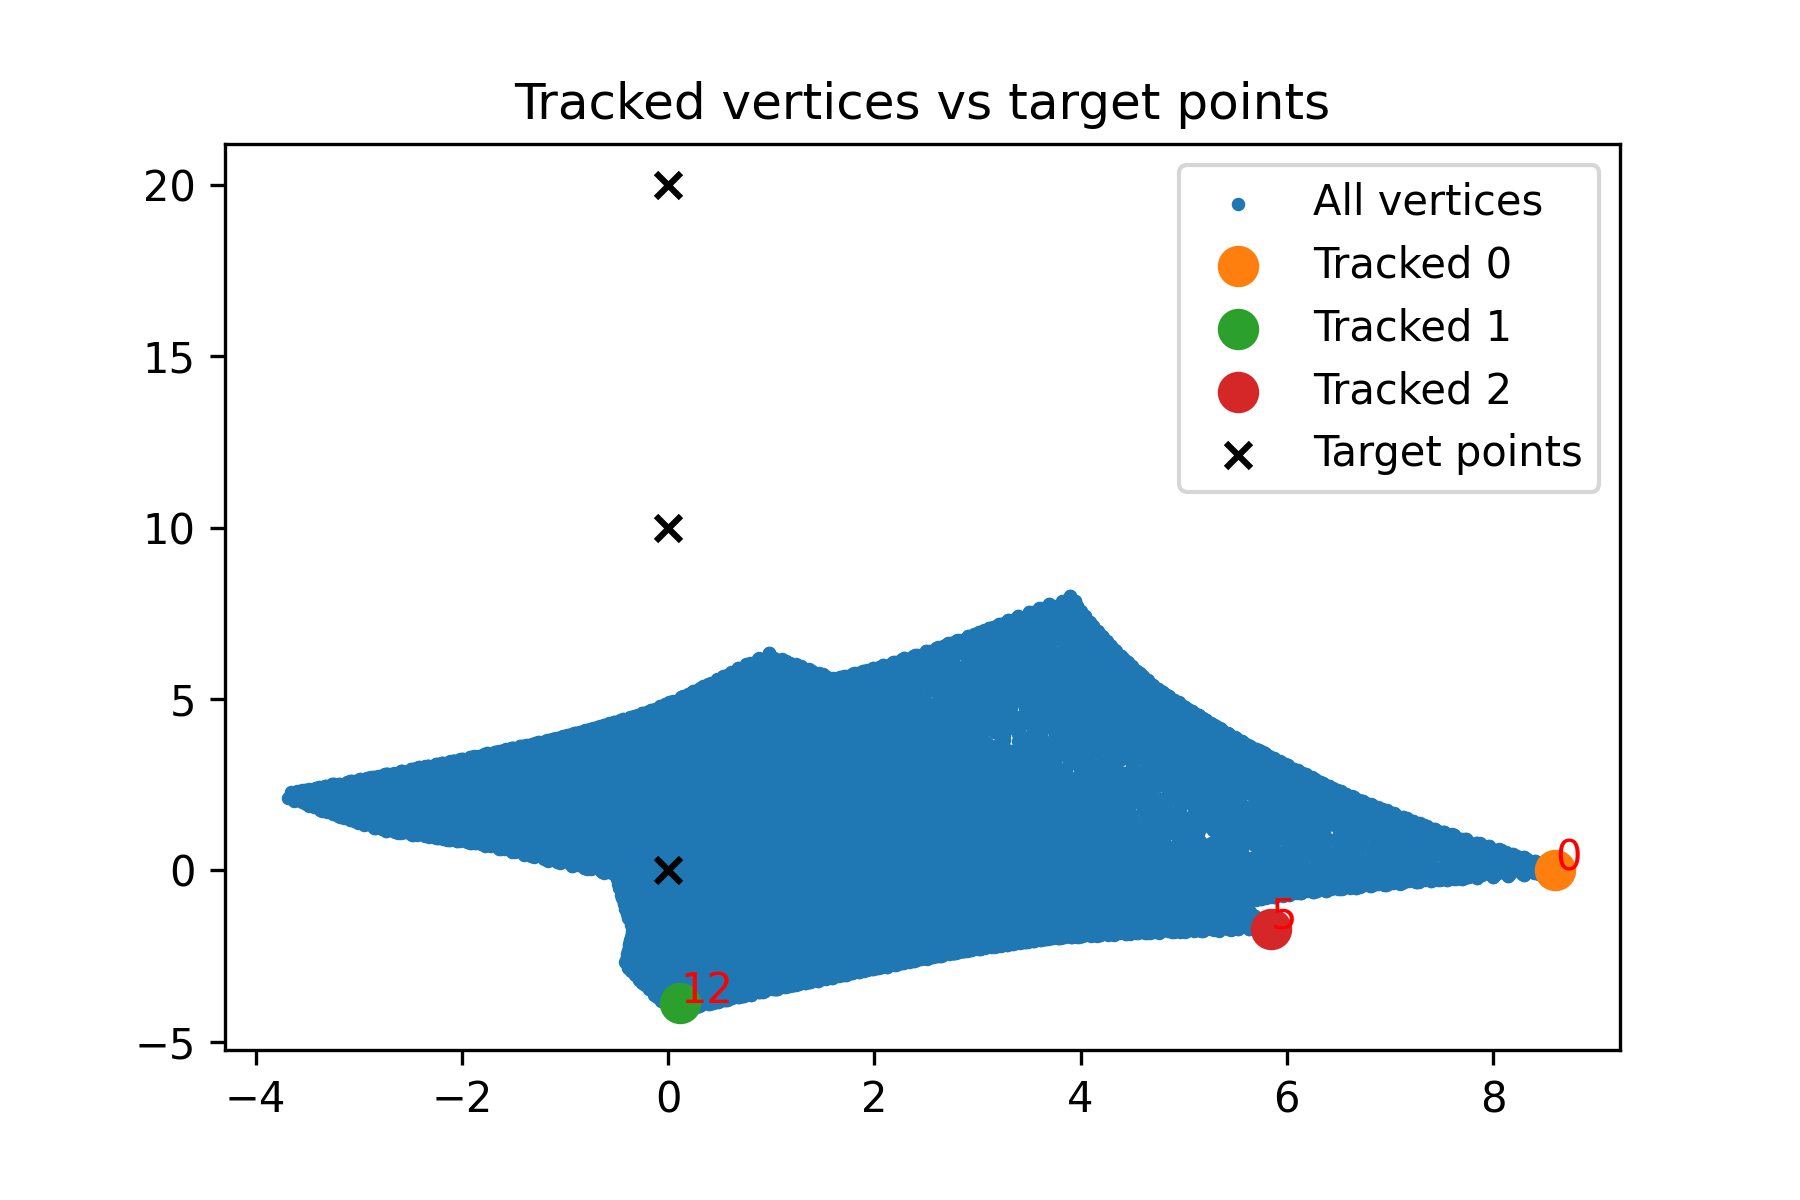 Tracked vertices vs target points
All vertices
Tracked 0
Tracked 1
Tracked 2
Target points
20
15
10
5
0
−5
0
5
12
−4
−2
0
2
4
6
8